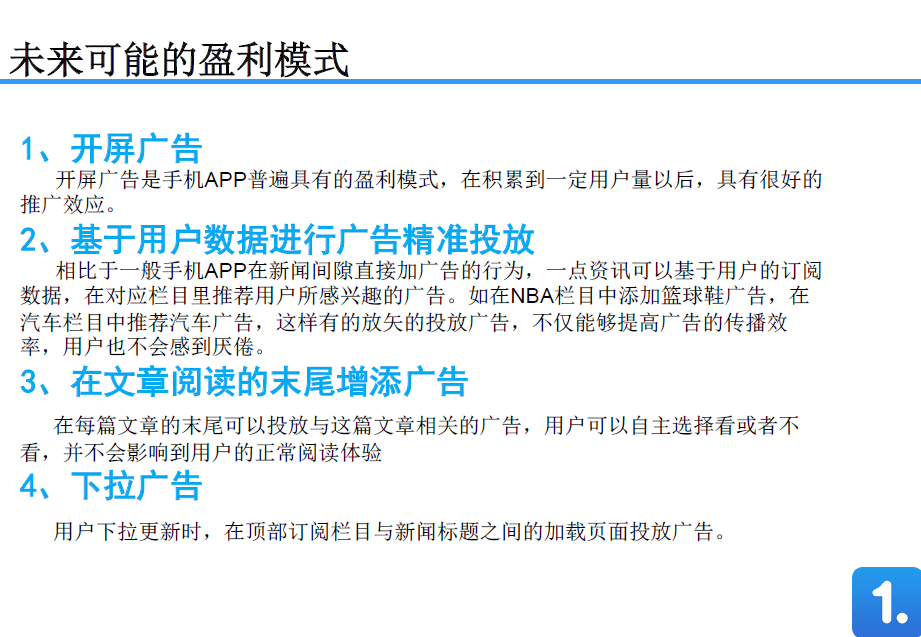 未来可能的盈利模式
1、开屏广告
开屏广告是手机APP普遍具有的盈利模式，在积累到一定用户量以后，具有很好的
推广效应。
2、基于用户数据进行广告精准投放
相比于一般手机APP在新闻间隙直接加广告的行为，一点资讯可以基于用户的订阅
数据，在对应栏目里推荐用户所感兴趣的广告。如在NBA栏目中添加篮球鞋广告，在
汽车栏目中推荐汽车广告，这样有的放矢的投放广告，不仅能够提高广告的传播效
率，用户也不会感到厌倦。
3、在文章阅读的末尾增添广告
在每篇文章的末尾可以投放与这篇文章相关的广告，用户可以自主选择看或者不
看，并不会影响到用户的正常阅读体验
4、下拉广告
用户下拉更新时，在顶部订阅栏目与新闻标题之间的加载页面投放广告。
1.